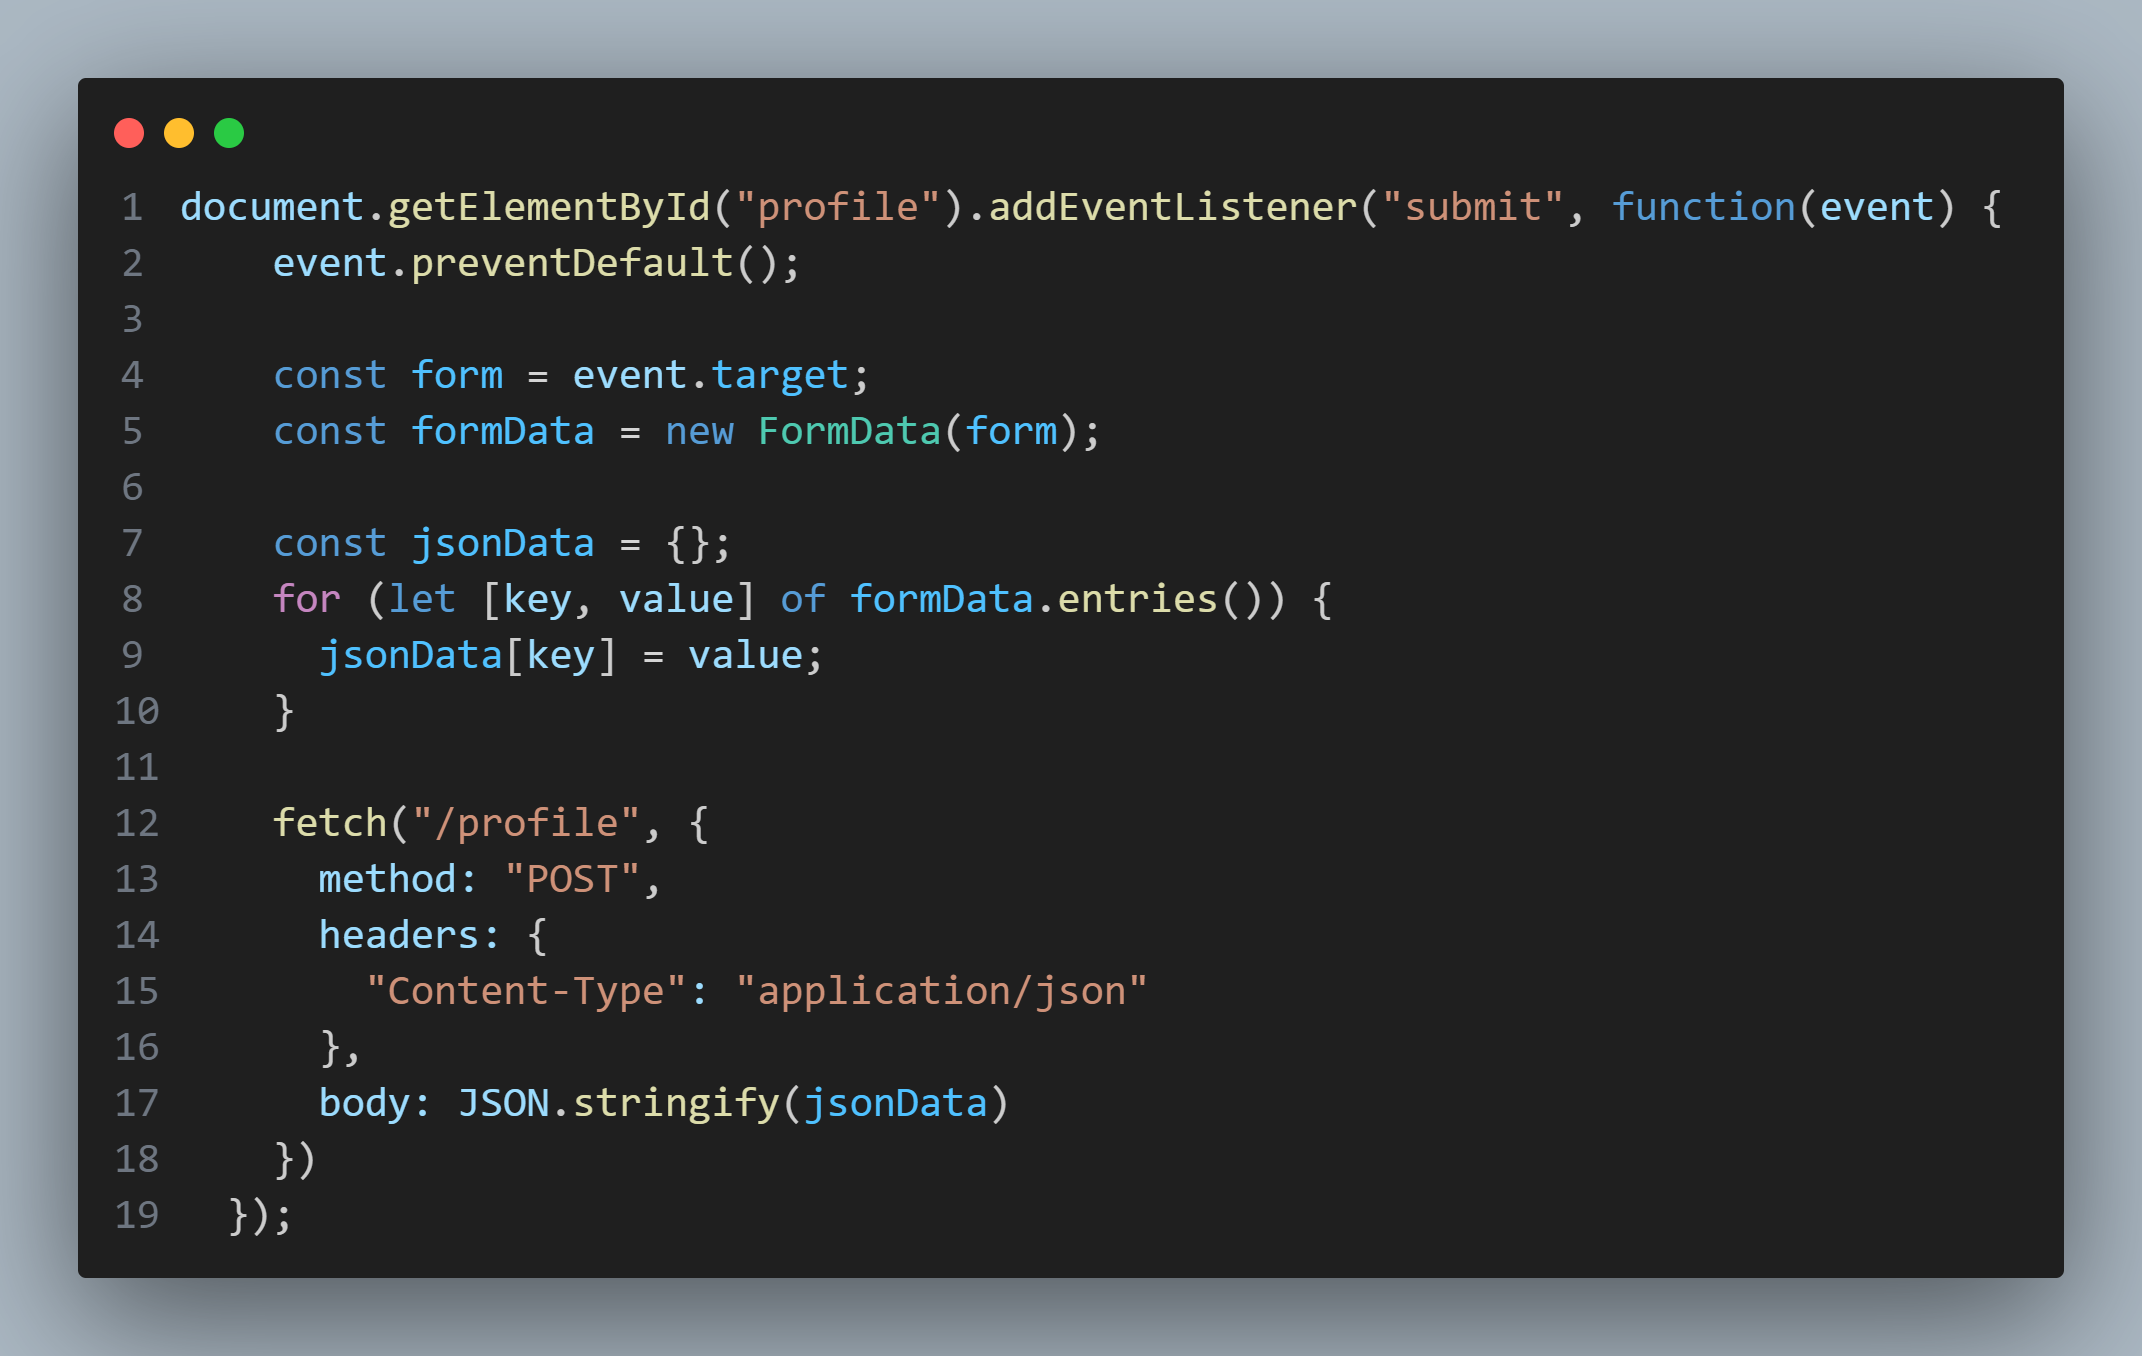 1 document.getElementById("profile").addEventListener("submit", function(event) {
2     event.preventDefault();
3
4     const form = event.target;
5     const formData = new FormData(form);
6
7     const jsonData = {};
8     for (let [key, value] of formData.entries()) {
9       jsonData[key] = value;
10     }
11
12     fetch("/profile", {
13       method: "POST",
14       headers: {
15         "Content-Type": "application/json"
16       },
17       body: JSON.stringify(jsonData)
18     })
19   });